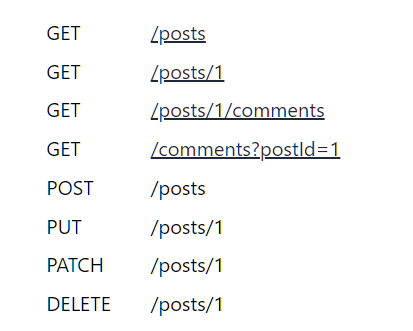 GET /posts
GET /posts/1
GET /posts/1/comments
GET /comments?postId=1
POST /posts
PUT /posts/1
PATCH /posts/1
DELETE /posts/1